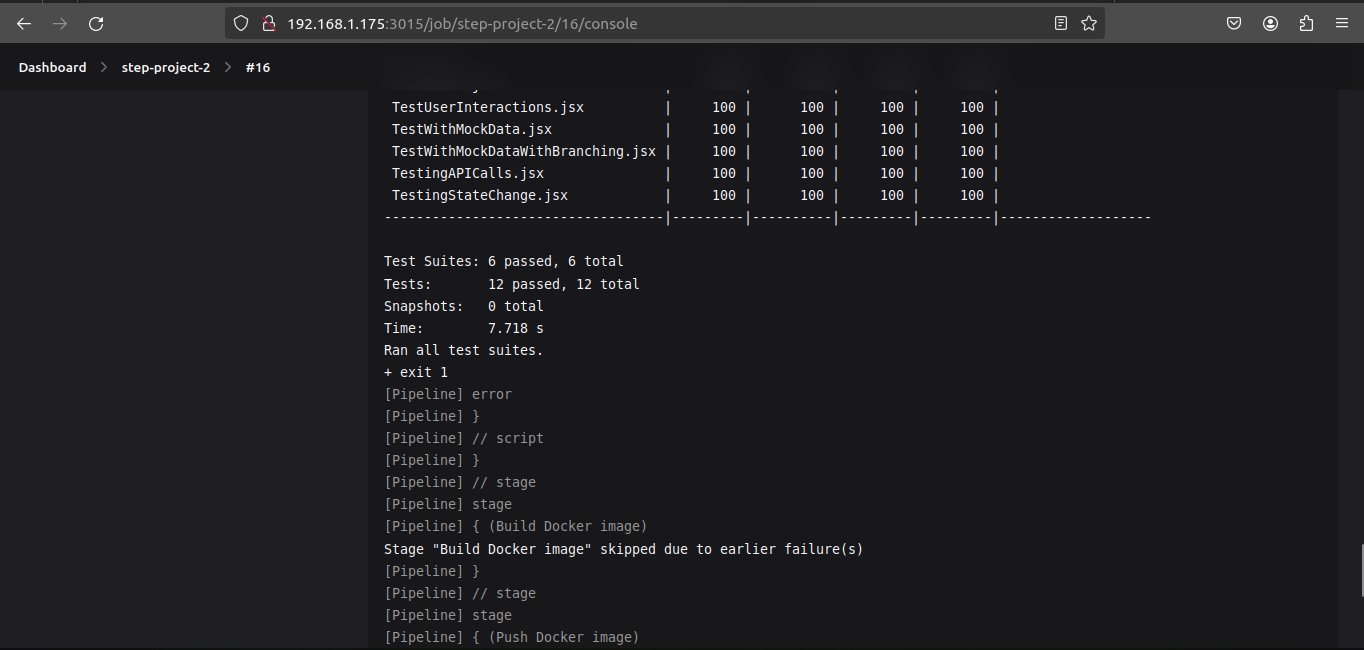 192.168.1.175:3015/job/step-project-2/16/console
Dashboard > step-project-2 > #16
TestUserInteractions.jsx | 100 | 100 | 100 | 100 |
TestWithMockData.jsx | 100 | 100 | 100 | 100 |
TestWithMockDataWithBranching.jsx | 100 | 100 | 100 | 100 |
TestingAPICalls.jsx | 100 | 100 | 100 | 100 |
TestingStateChange.jsx | 100 | 100 | 100 | 100 |
-----------------------------------|---------|----------|---------|---------|-------------------
Test Suites: 6 passed, 6 total
Tests:       12 passed, 12 total
Snapshots:   0 total
Time:        7.718 s
Ran all test suites.
+ exit 1
[Pipeline] error
[Pipeline] }
[Pipeline] // script
[Pipeline] }
[Pipeline] // stage
[Pipeline] stage
[Pipeline] { (Build Docker image)
Stage "Build Docker image" skipped due to earlier failure(s)
[Pipeline] }
[Pipeline] // stage
[Pipeline] stage
[Pipeline] { (Push Docker image)